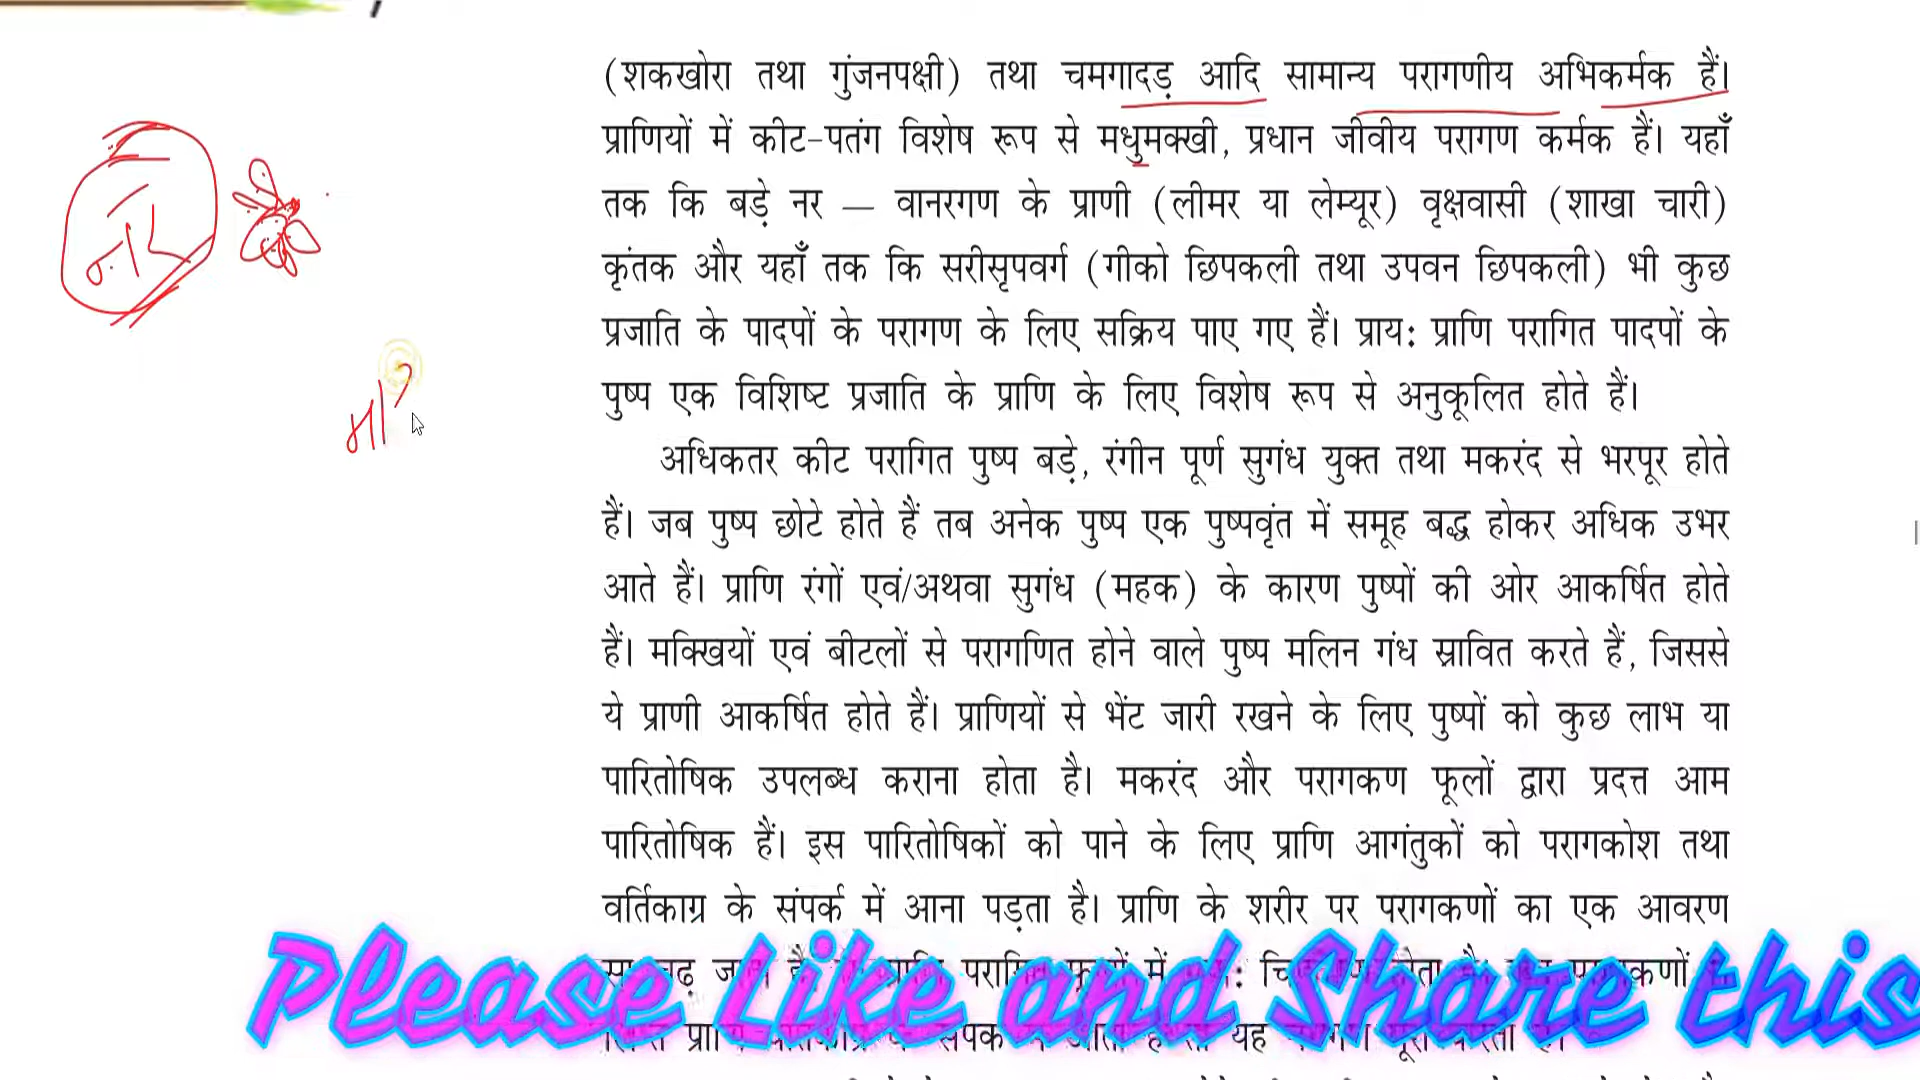 (शकखोरा तथा गुंजनपक्षी) तथा चमगादड़ आदि सामान्य परागणीय अभिकर्मक हैं।
प्राणियों में कीट-पतंग विशेष रूप से मधुमक्खी, प्रधान जीवीय परागण कर्मक हैं। यहाँ
तक कि बड़े नर – वानरगण के प्राणी (लीमर या लेम्यूर) वृक्षवासी (शाखा चारी)
कृंतक और यहाँ तक कि सरीसृपवर्ग (गीको छिपकली तथा उपवन छिपकली) भी कुछ
प्रजाति के पादपों के परागण के लिए सक्रिय पाए गए हैं। प्राय: प्राणि परागित पादपों के
पुष्प एक विशिष्ट प्रजाति के प्राणि के लिए विशेष रूप से अनुकूलित होते हैं।
अधिकतर कीट परागित पुष्प बड़े, रंगीन पूर्ण सुगंध युक्त तथा मकरंद से भरपूर होते
हैं। जब पुष्प छोटे होते हैं तब अनेक पुष्प एक पुष्पवृंत में समूह बद्ध होकर अधिक उभर
आते हैं। प्राणि रंगों एवं/अथवा सुगंध (महक) के कारण पुष्पों की ओर आकर्षित होते
हैं। मक्खियों एवं बीटलों से परागणित होने वाले पुष्प मलिन गंध स्रावित करते हैं, जिससे
ये प्राणी आकर्षित होते हैं। प्राणियों से भेंट जारी रखने के लिए पुष्पों को कुछ लाभ या
पारितोषिक उपलब्ध कराना होता है। मकरंद और परागकण फूलों द्वारा प्रदत्त आम
पारितोषिक हैं। इस पारितोषिकों को पाने के लिए प्राणि आगंतुकों को परागकोश तथा
वर्तिकाग्र के संपर्क में आना पड़ता है। प्राणि के शरीर पर परागकणों का एक आवरण
Please Like and Share this
नर